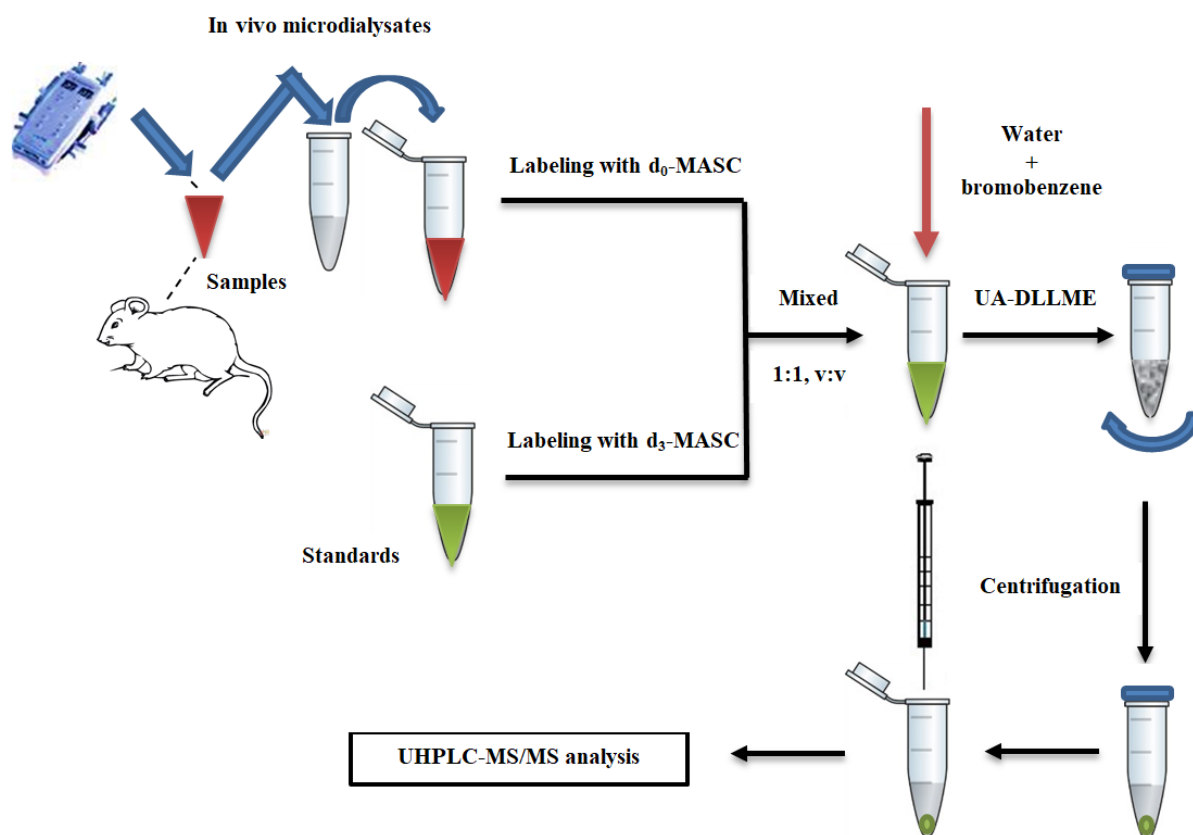 In vivo microdialysates
Samples
Labeling with d₀-MASC
Labeling with d₃-MASC
Standards
Mixed
1:1, v:v
Water
+
bromobenzene
UA-DLLME
Centrifugation
UHPLC-MS/MS analysis